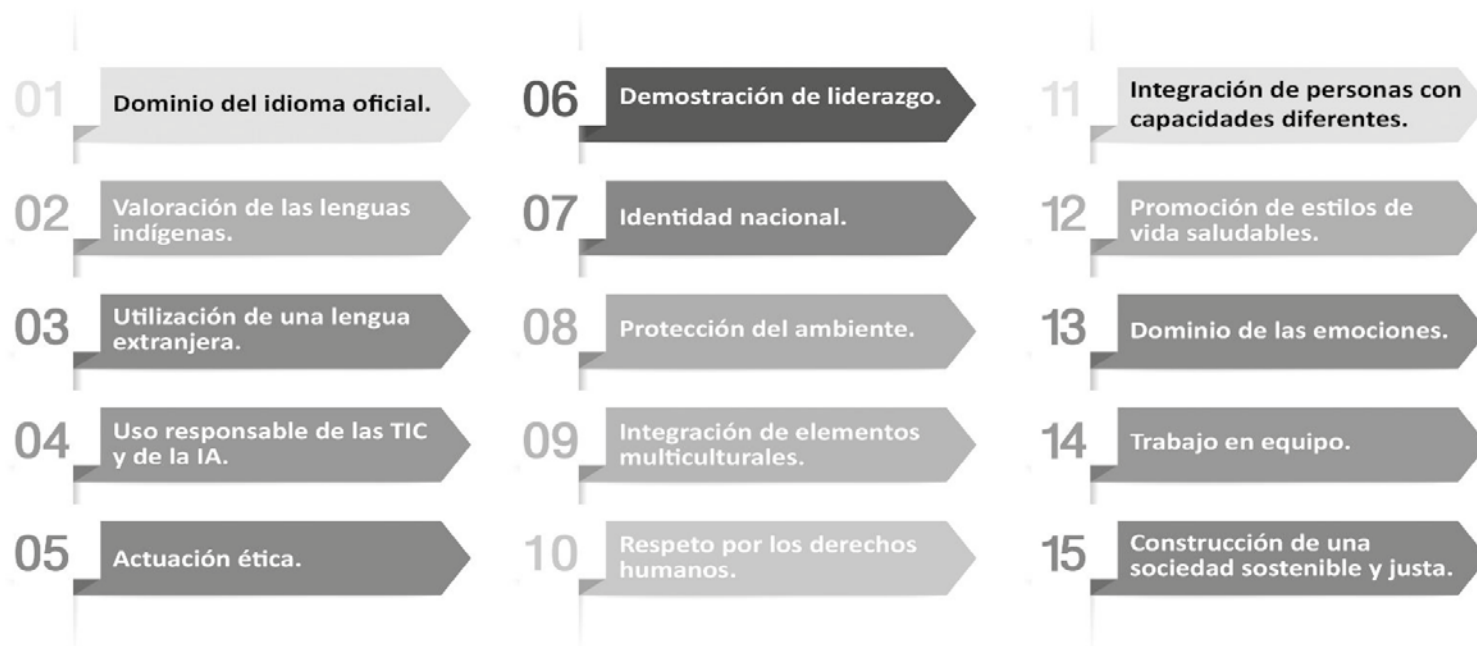 01
Dominio del idioma oficial.
02
Valoración de las lenguas
indígenas.
03
Utilización de una lengua
extranjera.
04
Uso responsable de las TIC
y de la IA.
05
Actuación ética.
06
Demostración de liderazgo.
07
Identidad nacional.
08
Protección del ambiente.
09
Integración de elementos
multiculturales.
10
Respeto por los derechos
humanos.
11
Integración de personas con
capacidades diferentes.
12
Promoción de estilos de
vida saludables.
13
Dominio de las emociones.
14
Trabajo en equipo.
15
Construcción de una
sociedad sostenible y justa.